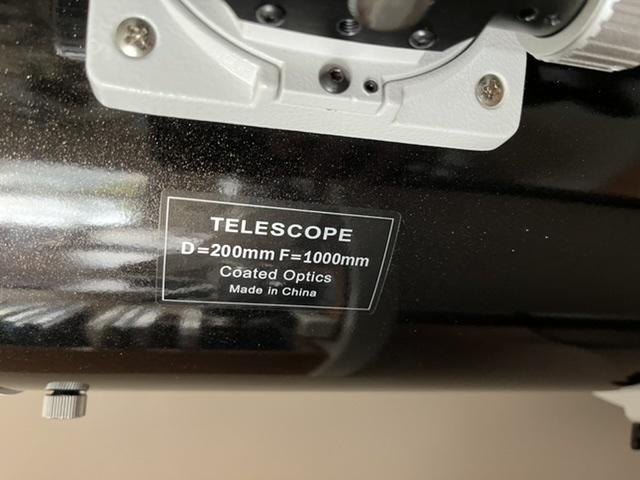 TELESCOPE
D=200mm F=1000mm
Coated Optics
Made in China